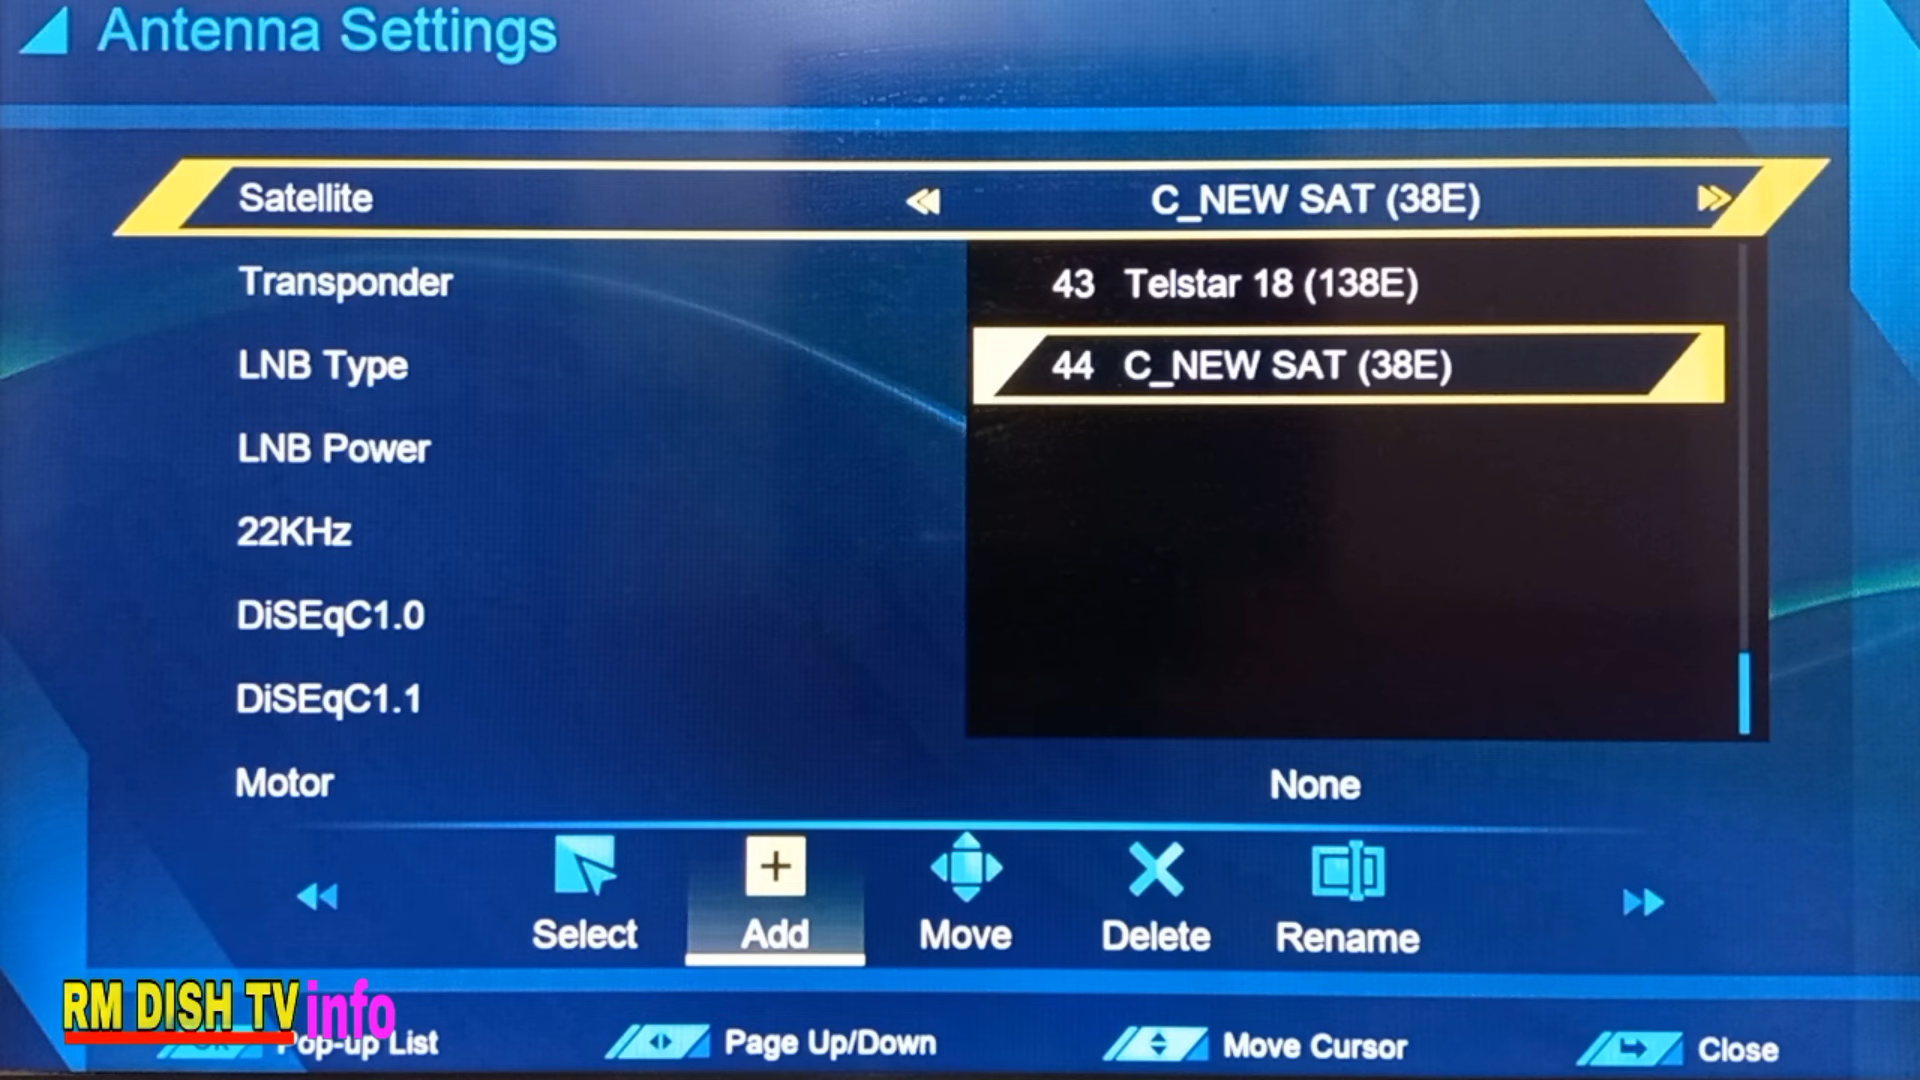 Antenna Settings
Satellite C_NEW SAT (38E)
Transponder 43 Telstar 18 (138E)
LNB Type 44 C_NEW SAT (38E)
LNB Power
22KHz
DiSEqC1.0
DiSEqC1.1
Motor None
Select Add Move Delete Rename
RM DISH TV info
Pop-up List Page Up/Down Move Cursor Close